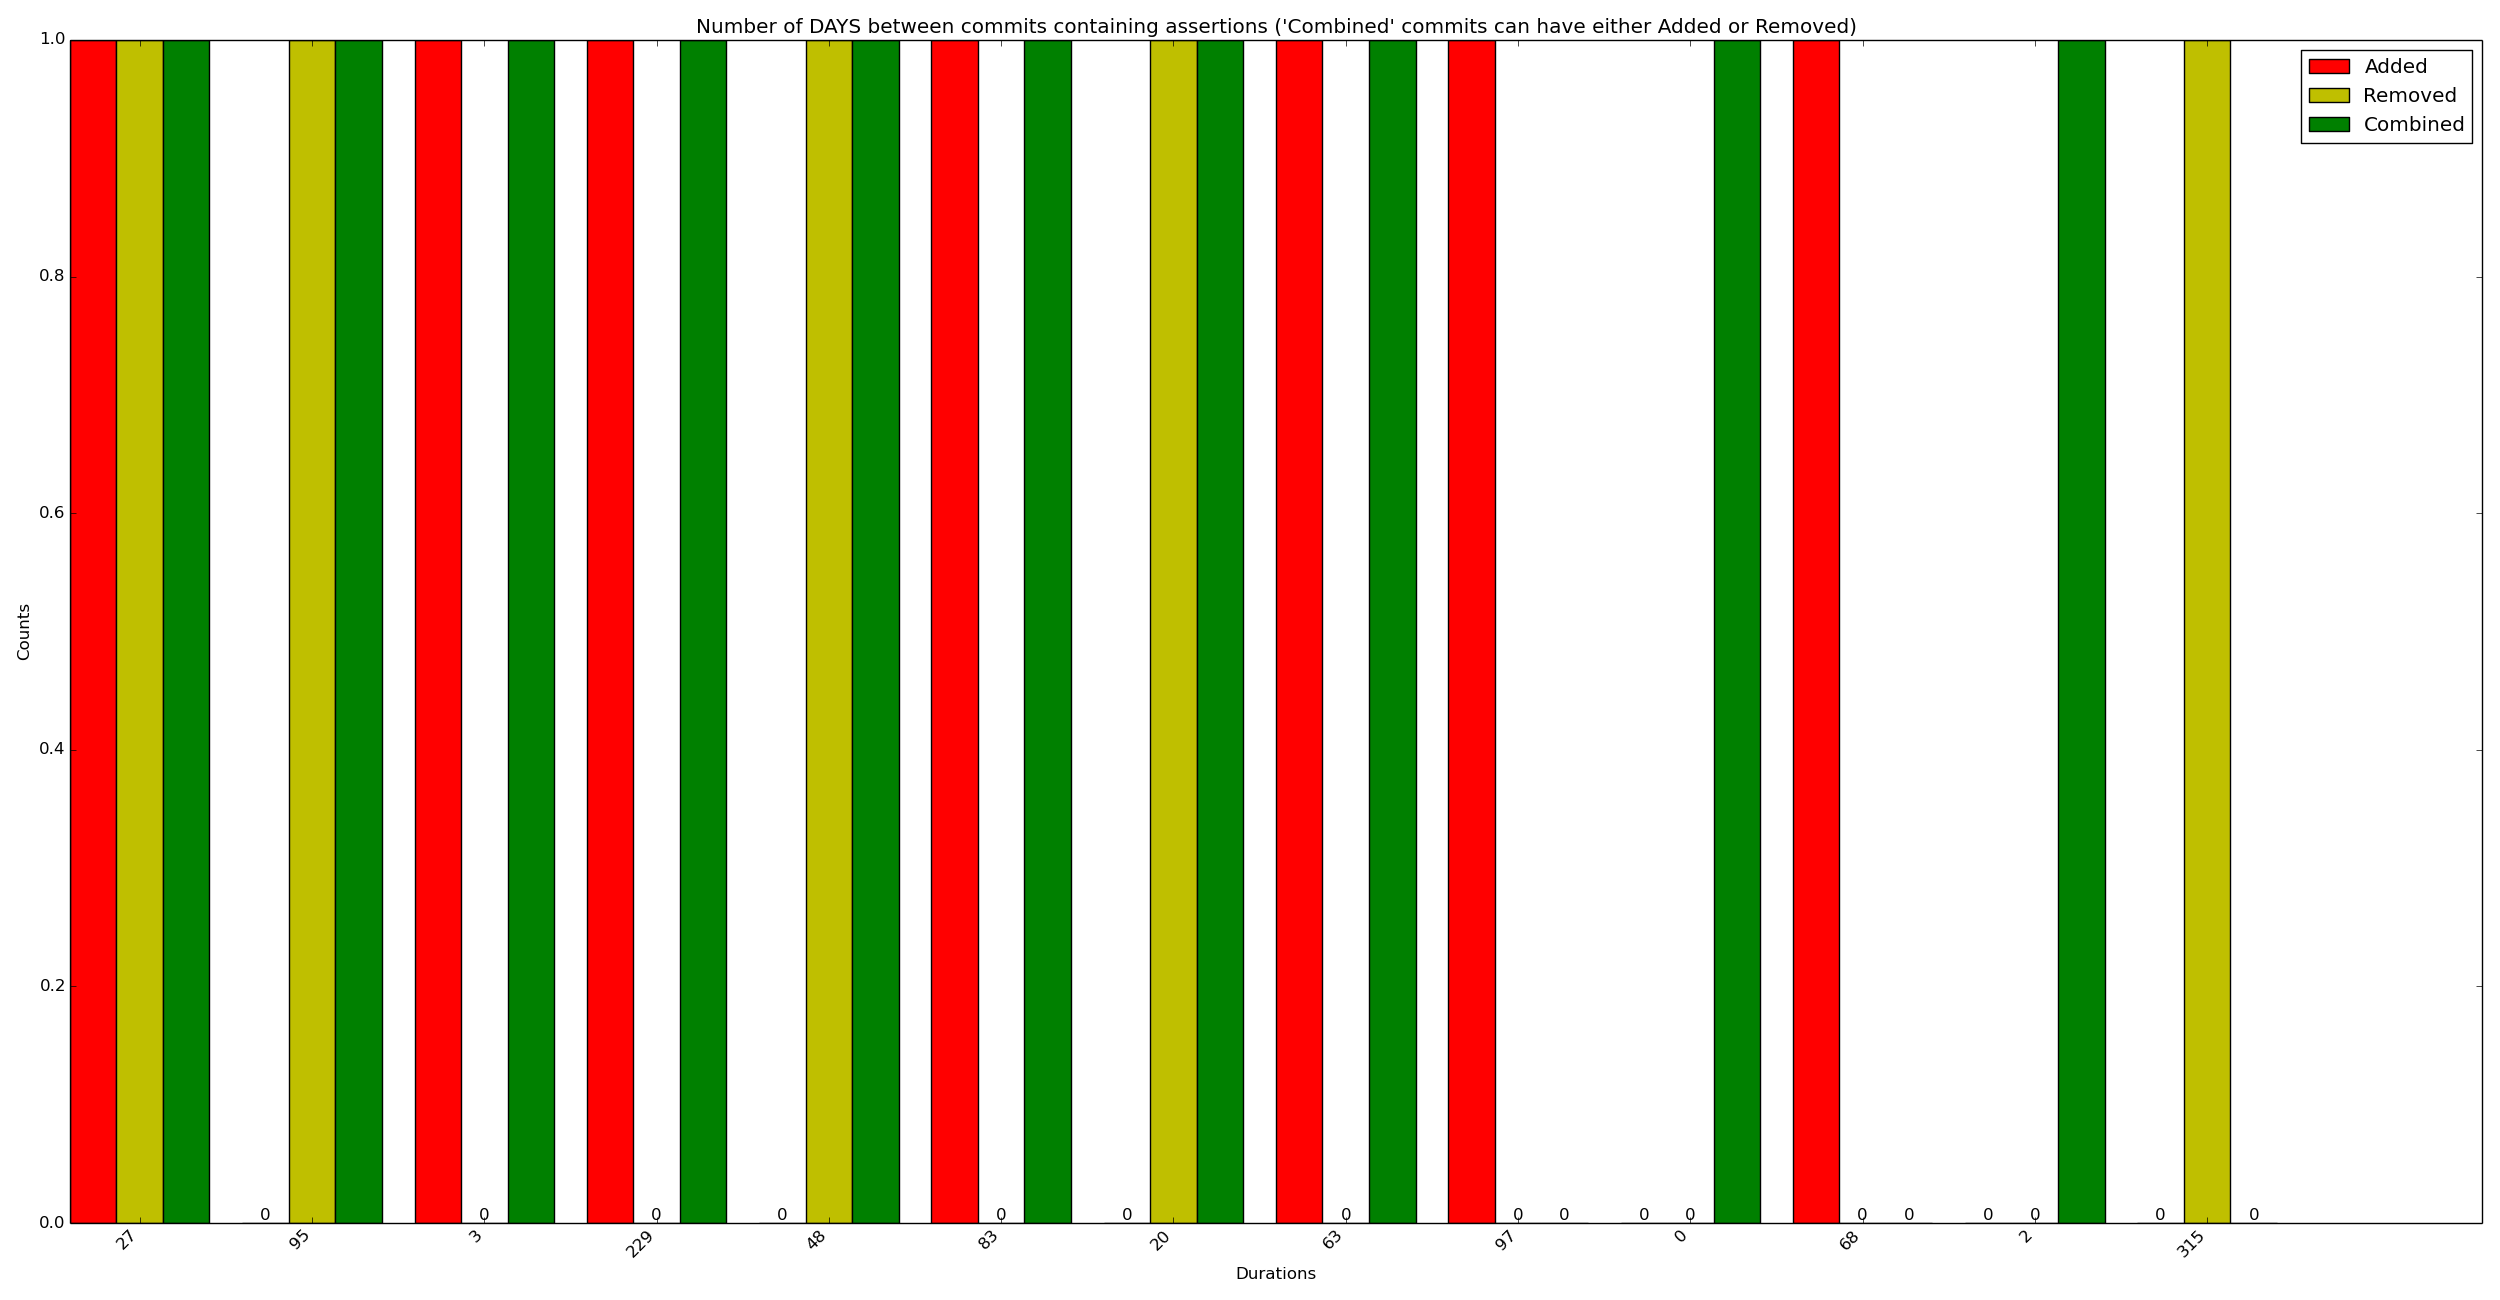 Number of DAYS between commits containing assertions ('Combined' commits can have either Added or Removed)
1.0
0.8
0.6
0.4
0.2
0.0
Counts
Added
Removed
Combined
0 0 0 0 0 0 0 0 0 0 0 0 0 0 0 0 0
27 95 3 229 48 83 20 63 97 0 68 2 315
Durations